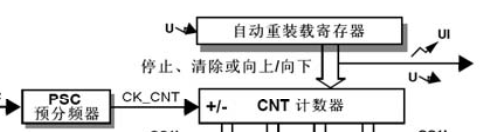 U
自动重装载寄存器
UI
停止、清除或向上/向下
U
PSC
预分频器
CK_CNT
+/-
CNT 计数器